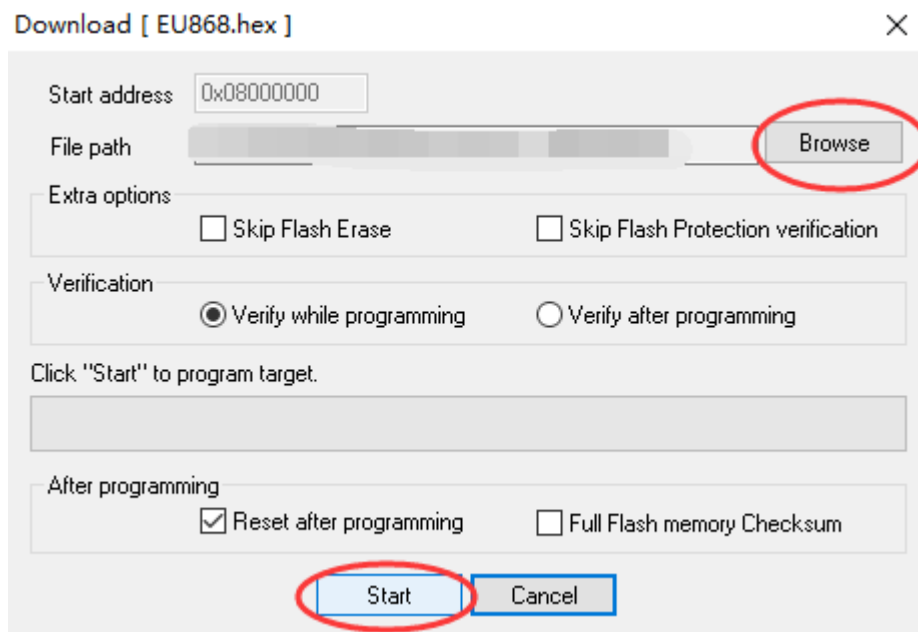 Download [ EU868.hex ]
Start address 0x08000000
File path Browse
Extra options
Skip Flash Erase Skip Flash Protection verification
Verification
Verify while programming Verify after programming
Click "Start" to program target.
After programming
Reset after programming Full Flash memory Checksum
Start Cancel